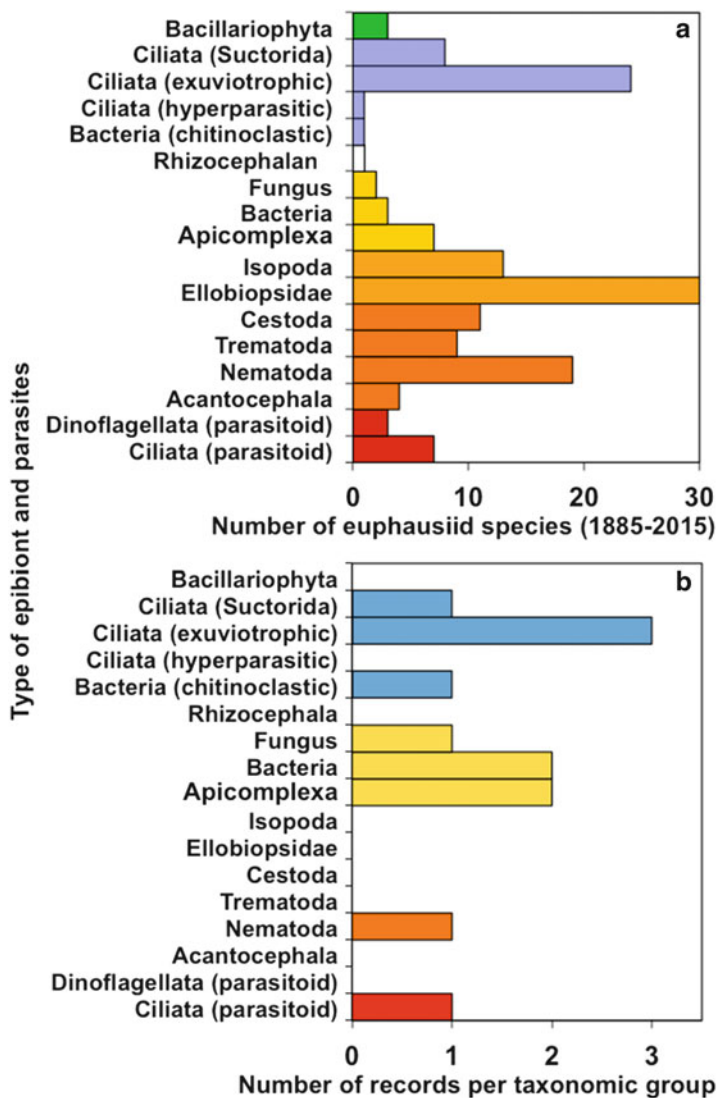 a
Bacillariophyta
Ciliata (Suctorida)
Ciliata (exuviotrophic)
Ciliata (hyperparasitic)
Bacteria (chitinoclastic)
Rhizocephalan
Fungus
Bacteria
Apicomplexa
Isopoda
Ellobiopsidae
Cestoda
Trematoda
Nematoda
Acantocephala
Dinoflagellata (parasitoid)
Ciliata (parasitoid)
0 10 20 30
Number of euphausiid species (1885-2015)
Type of epibiont and parasites
b
Bacillariophyta
Ciliata (Suctorida)
Ciliata (exuviotrophic)
Ciliata (hyperparasitic)
Bacteria (chitinoclastic)
Rhizocephala
Fungus
Bacteria
Apicomplexa
Isopoda
Ellobiopsidae
Cestoda
Trematoda
Nematoda
Acantocephala
Dinoflagellata (parasitoid)
Ciliata (parasitoid)
0 1 2 3
Number of records per taxonomic group